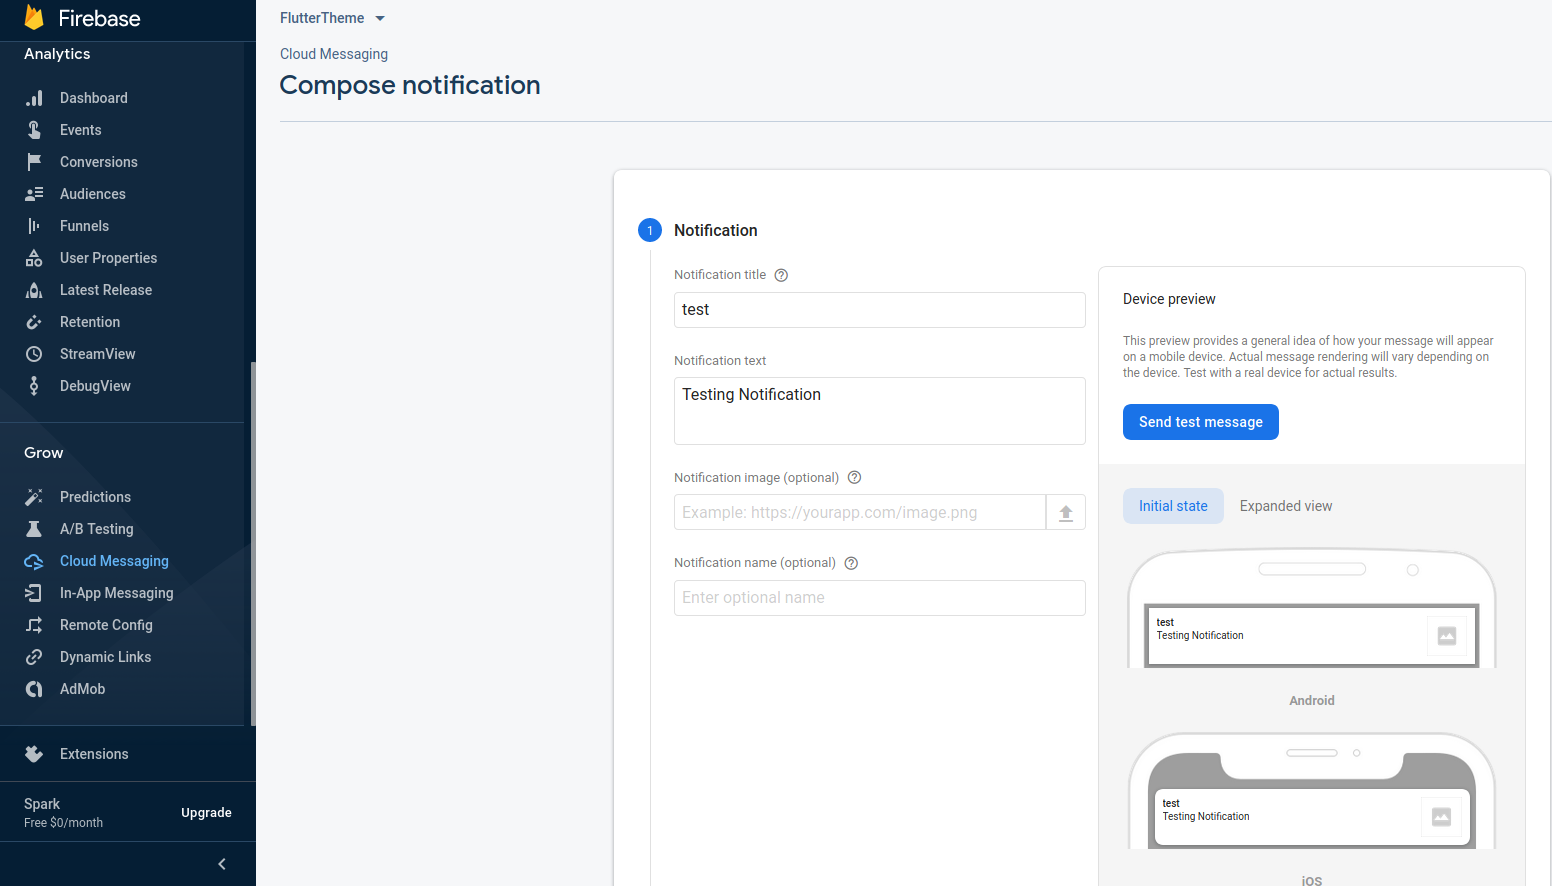 Firebase
Analytics
Dashboard
Events
Conversions
Audiences
Funnels
User Properties
Latest Release
Retention
StreamView
DebugView
Grow
Predictions
A/B Testing
Cloud Messaging
In-App Messaging
Remote Config
Dynamic Links
AdMob
Extensions
Spark
Free $0/month
Upgrade
FlutterTheme
Cloud Messaging
Compose notification
1 Notification
Notification title ?
test
Notification text
Testing Notification
Notification image (optional) ?
Example: https://yourapp.com/image.png
Notification name (optional) ?
Enter optional name
Device preview
This preview provides a general idea of how your message will appear
on a mobile device. Actual message rendering will vary depending on
the device. Test with a real device for actual results.
Send test message
Initial state Expanded view
test
Testing Notification
Android
test
Testing Notification
iOS